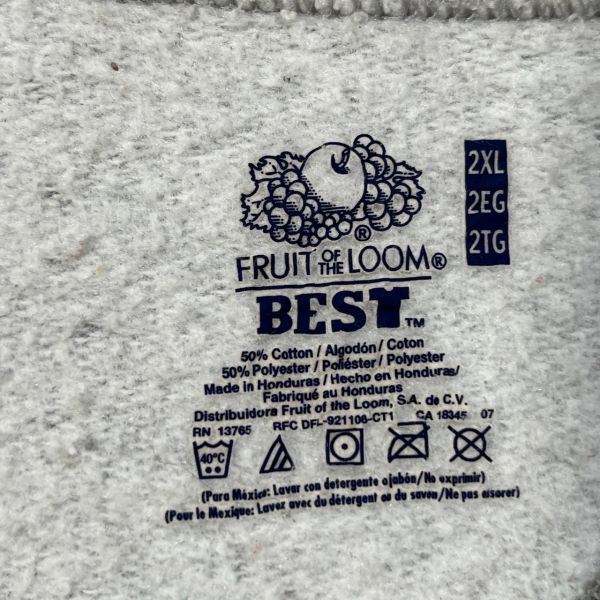 2XL
2EG
2TG
®
FRUIT OF THE LOOM®
BEST™
50% Cotton / Algodón / Coton
50% Polyester / Poliéster / Polyester
Made in Honduras / Hecho en Honduras/
Fabriqué au Honduras
Distribuidora Fruit of the Loom, S.A. de C.V.
RN 13765 RFC DFL-921106-CT1 CA 18345 07
40°C
(Para México: Lavar con detergente o jabón/No exprimir)
(Pour le Mexique: Lavez avec du détergent ou du savon/Ne pas essorer)